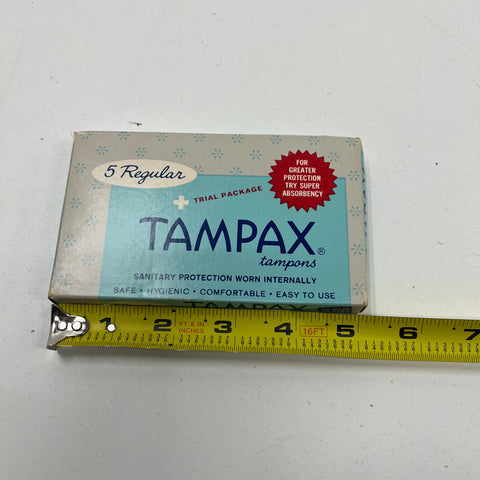 5 Regular
FOR
GREATER
PROTECTION
TRY SUPER
ABSORBENCY
TRIAL PACKAGE
TAMPAX®
tampons
SANITARY PROTECTION WORN INTERNALLY
SAFE • HYGIENIC • COMFORTABLE • EASY TO USE
TAMPAX
2 FT & IN INCHES 3 4 16FT 5 6 7